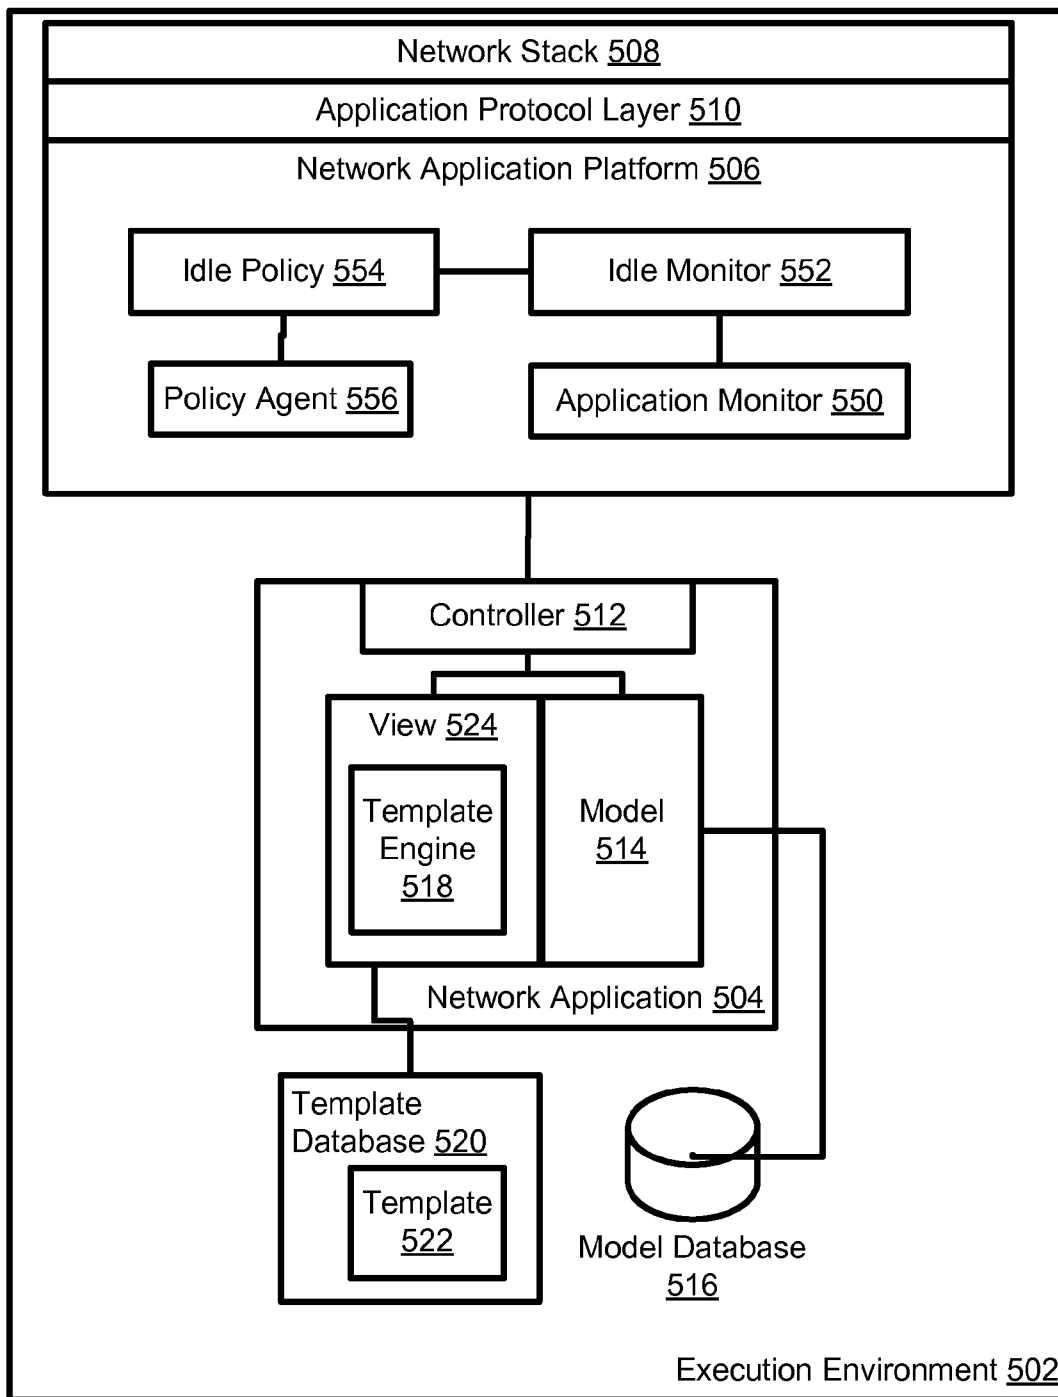 Network Stack 508
Application Protocol Layer 510
Network Application Platform 506
Idle Policy 554
Idle Monitor 552
Policy Agent 556
Application Monitor 550
Controller 512
View 524
Template
Engine
518
Model
514
Network Application 504
Template
Database 520
Template
522
Model Database
516
Execution Environment 502